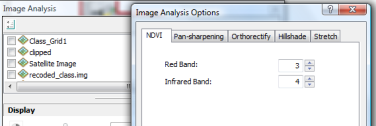 Image Analysis
Image Analysis Options
NDVI
Pan-sharpening
Orthorectify
Hillshade
Stretch
Class_Grid1
clipped
Satellite Image
recoded_class.img
Red Band:
3
Infrared Band:
4
Display